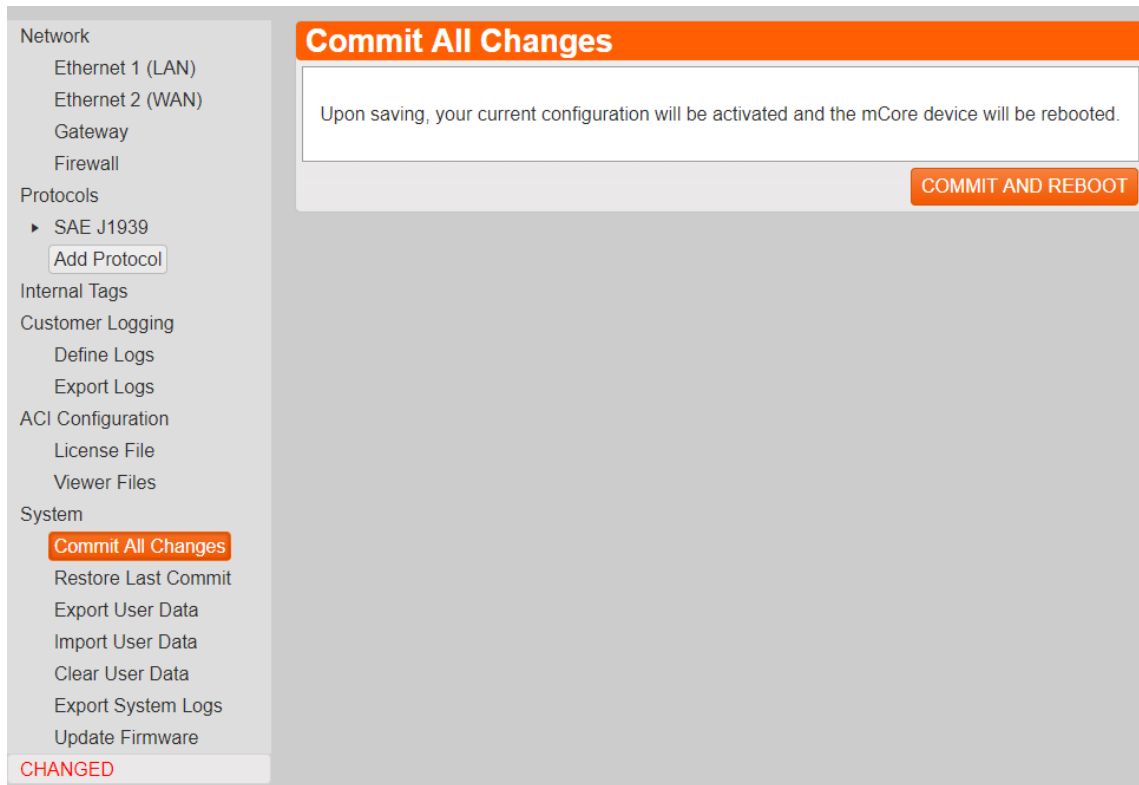 Network
Ethernet 1 (LAN)
Ethernet 2 (WAN)
Gateway
Firewall
Protocols
SAE J1939
Add Protocol
Internal Tags
Customer Logging
Define Logs
Export Logs
ACI Configuration
License File
Viewer Files
System
Commit All Changes
Restore Last Commit
Export User Data
Import User Data
Clear User Data
Export System Logs
Update Firmware
CHANGED
Commit All Changes
Upon saving, your current configuration will be activated and the mCore device will be rebooted.
COMMIT AND REBOOT